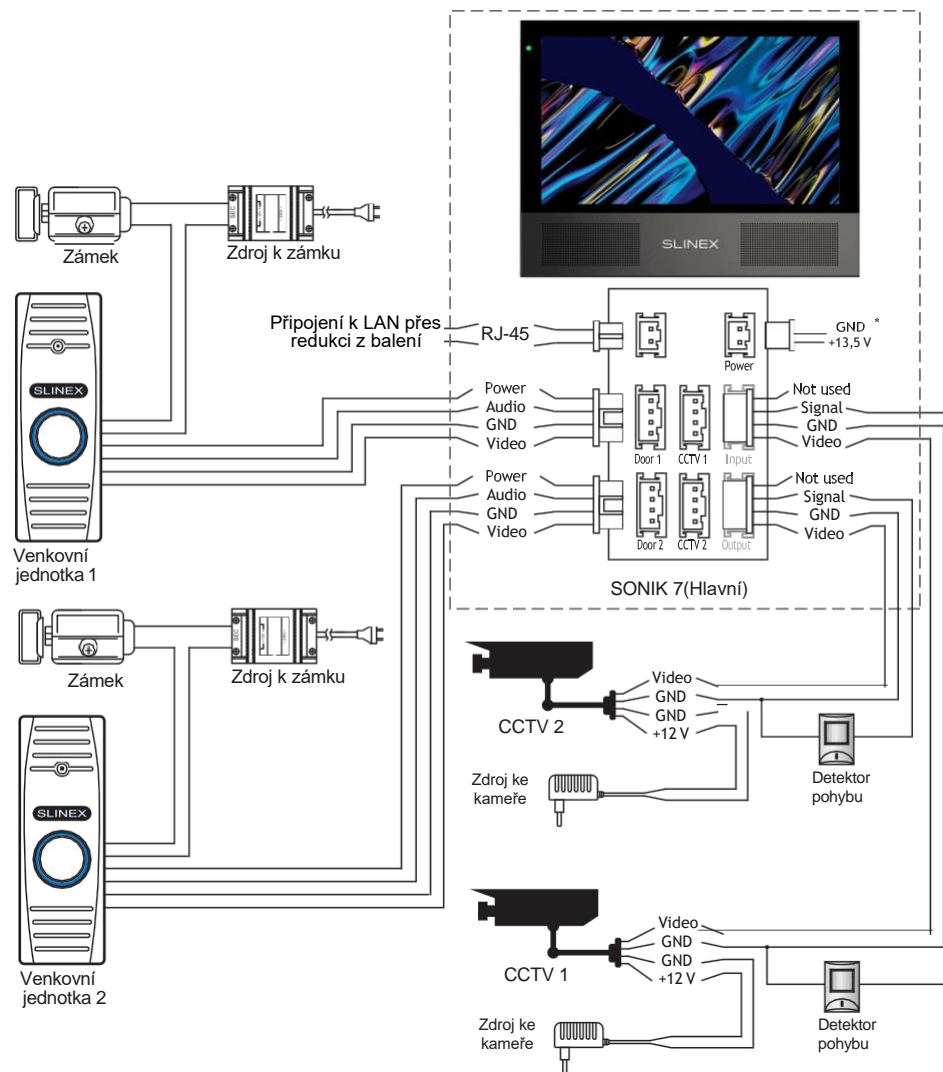 SLINEX
Zámek
SEC
Zdroj k zámku
Připojení k LAN přes
redukci z balení
RJ-45
GND *
+13,5 V
Power
SLINEX
Power
Audio
GND
Video
Not used
Signal
GND
Video
Door 1
CCTV 1
Input
Power
Audio
GND
Video
Not used
Signal
GND
Video
Door 2
CCTV 2
Output
Venkovní
jednotka 1
SONIK 7(Hlavní)
Zámek
SEC
Zdroj k zámku
Video
GND
GND
+12 V
CCTV 2
Zdroj ke
kameře
Detektor
pohybu
SLINEX
Venkovní
jednotka 2
Video
GND
GND
+12 V
CCTV 1
Zdroj ke
kameře
Detektor
pohybu